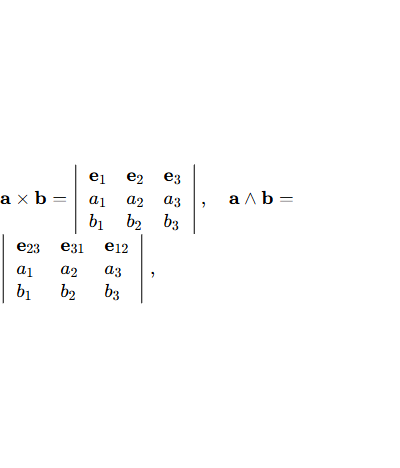 𝐚 × 𝐛 = | 𝐞₁ 𝐞₂ 𝐞₃ |
| a₁ a₂ a₃ |
| b₁ b₂ b₃ | , 𝐚 ∧ 𝐛 =
| 𝐞₂₃ 𝐞₃₁ 𝐞₁₂ |
| a₁ a₂ a₃ |
| b₁ b₂ b₃ | ,